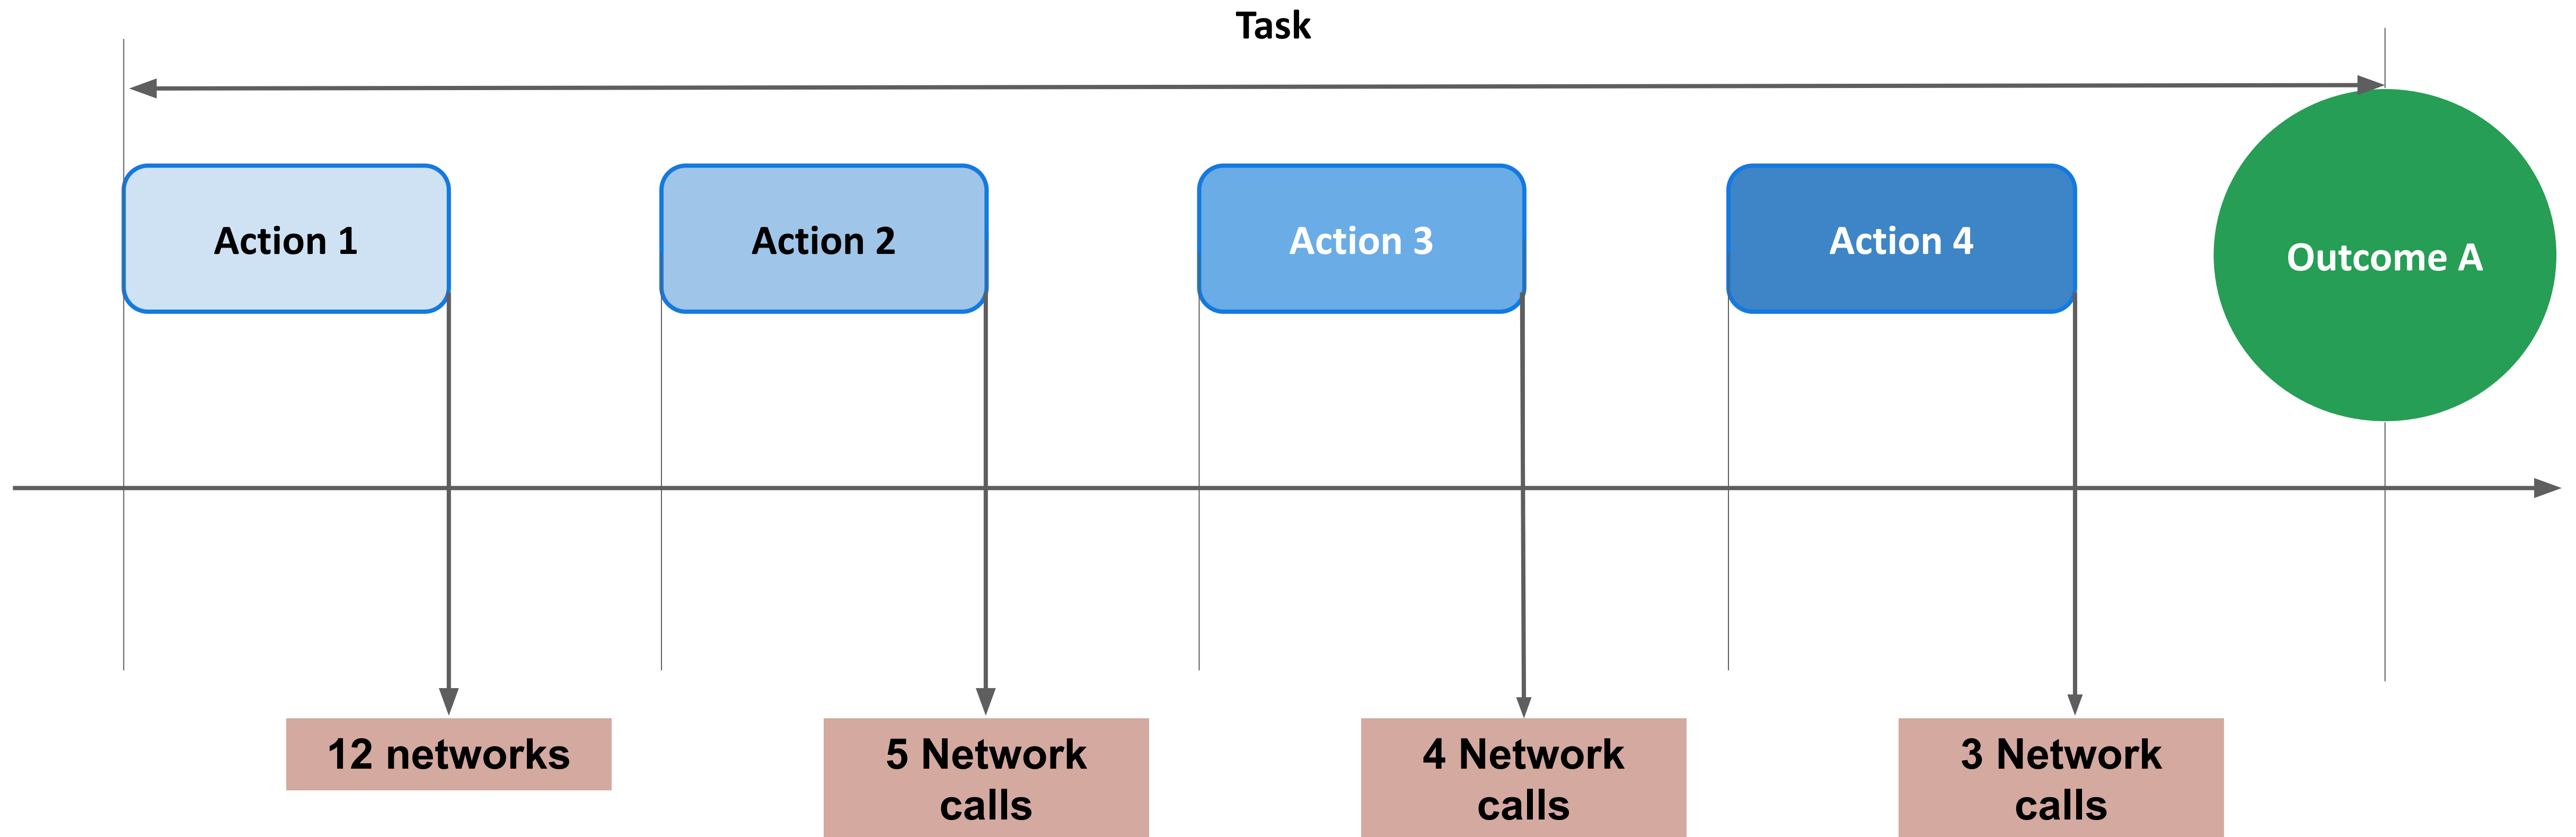 Task
Action 1
Action 2
Action 3
Action 4
Outcome A
12 networks
5 Network
calls
4 Network
calls
3 Network
calls